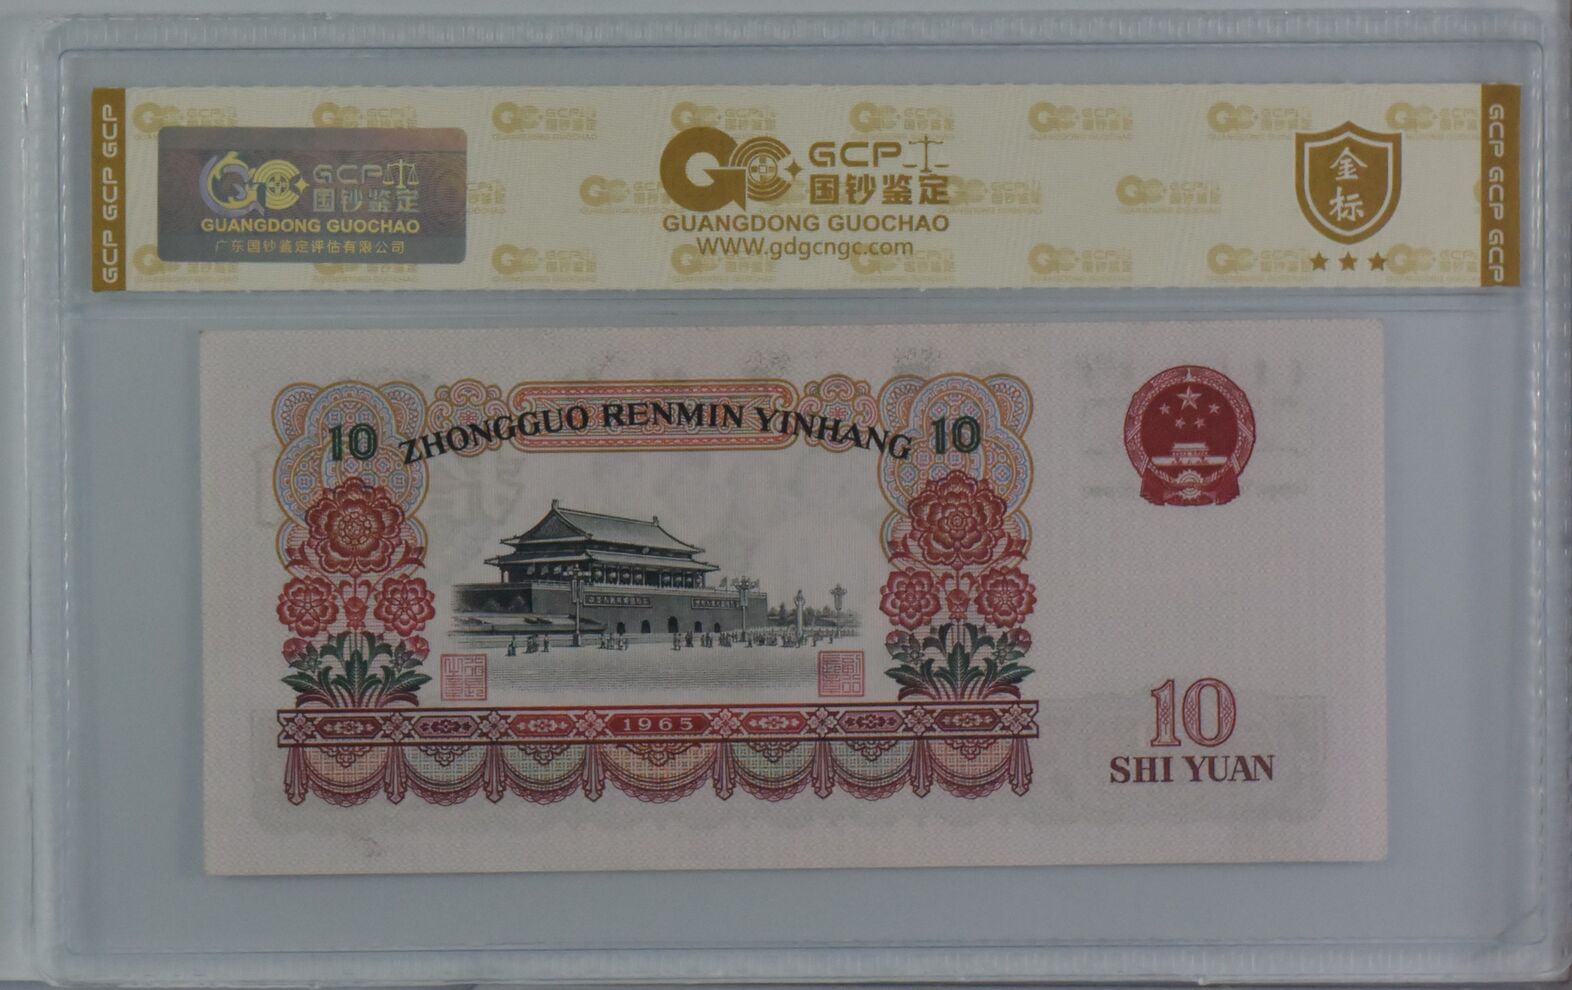 GCP GCP GCP
GCP
国钞鉴定
GUANGDONG GUOCHAO
广东国钞鉴定评估有限公司
GCP
国钞鉴定
GUANGDONG GUOCHAO
WWW.gdgcngc.com
金
标
GCP GCP GCP
10 ZHONGGUO RENMIN YINHANG 10
1965
10
SHI YUAN